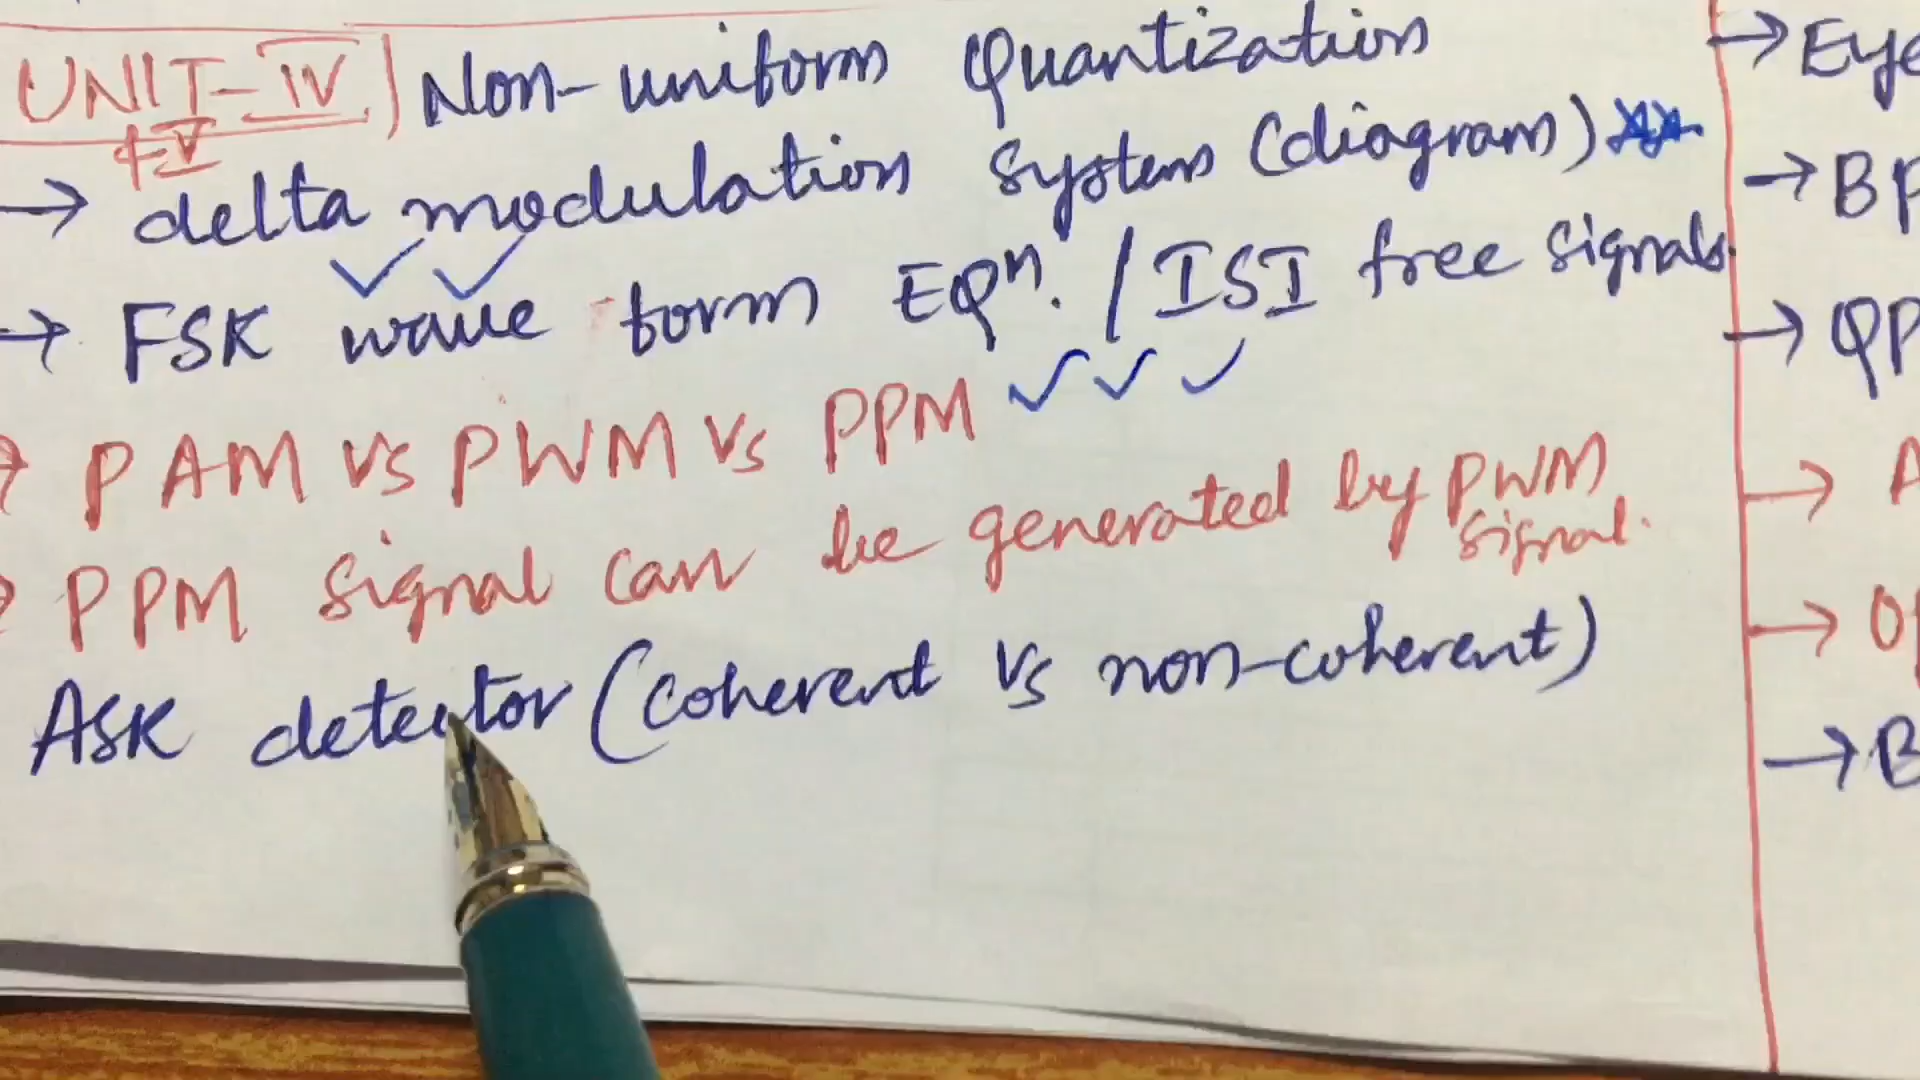 UNIT-IV) Non-uniform Quantization
+V
→ delta modulation system (diagram)
→ FSK wave form EQⁿ. / ISI free signals
→ PAM vs PWM vs PPM ✓✓✓
→ PPM signal can be generated by PWM signal.
ASK detector (coherent vs non-coherent)
→ Eye
→ BP
→ QP
→ A
→ OP
→ B